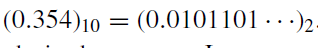 (0.354)₁₀ = (0.0101101 ⋯)₂.